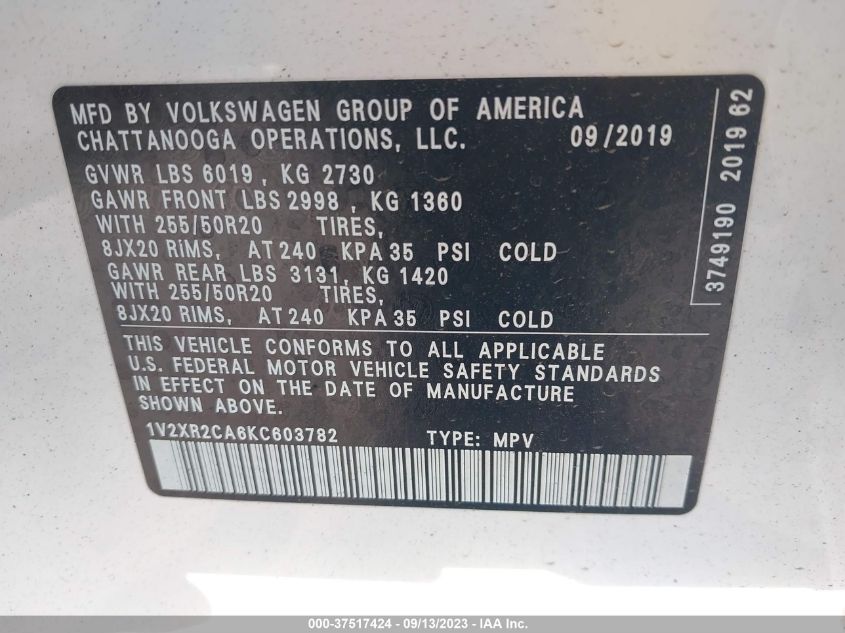 MFD BY VOLKSWAGEN GROUP OF AMERICA
CHATTANOOGA OPERATIONS, LLC. 09/2019
GVWR LBS 6019, KG 2730
GAWR FRONT LBS 2998, KG 1360
WITH 255/50R20 TIRES,
8JX20 RIMS, AT 240 KPA 35 PSI COLD
GAWR REAR LBS 3131, KG 1420
WITH 255/50R20 TIRES,
8JX20 RIMS, AT 240 KPA 35 PSI COLD
THIS VEHICLE CONFORMS TO ALL APPLICABLE
U.S. FEDERAL MOTOR VEHICLE SAFETY STANDARDS
IN EFFECT ON THE DATE OF MANUFACTURE
SHOWN ABOVE.
1V2XR2CA6KC603782 TYPE: MPV
3749190 2019 62
000-37517424 - 09/13/2023 - IAA Inc.